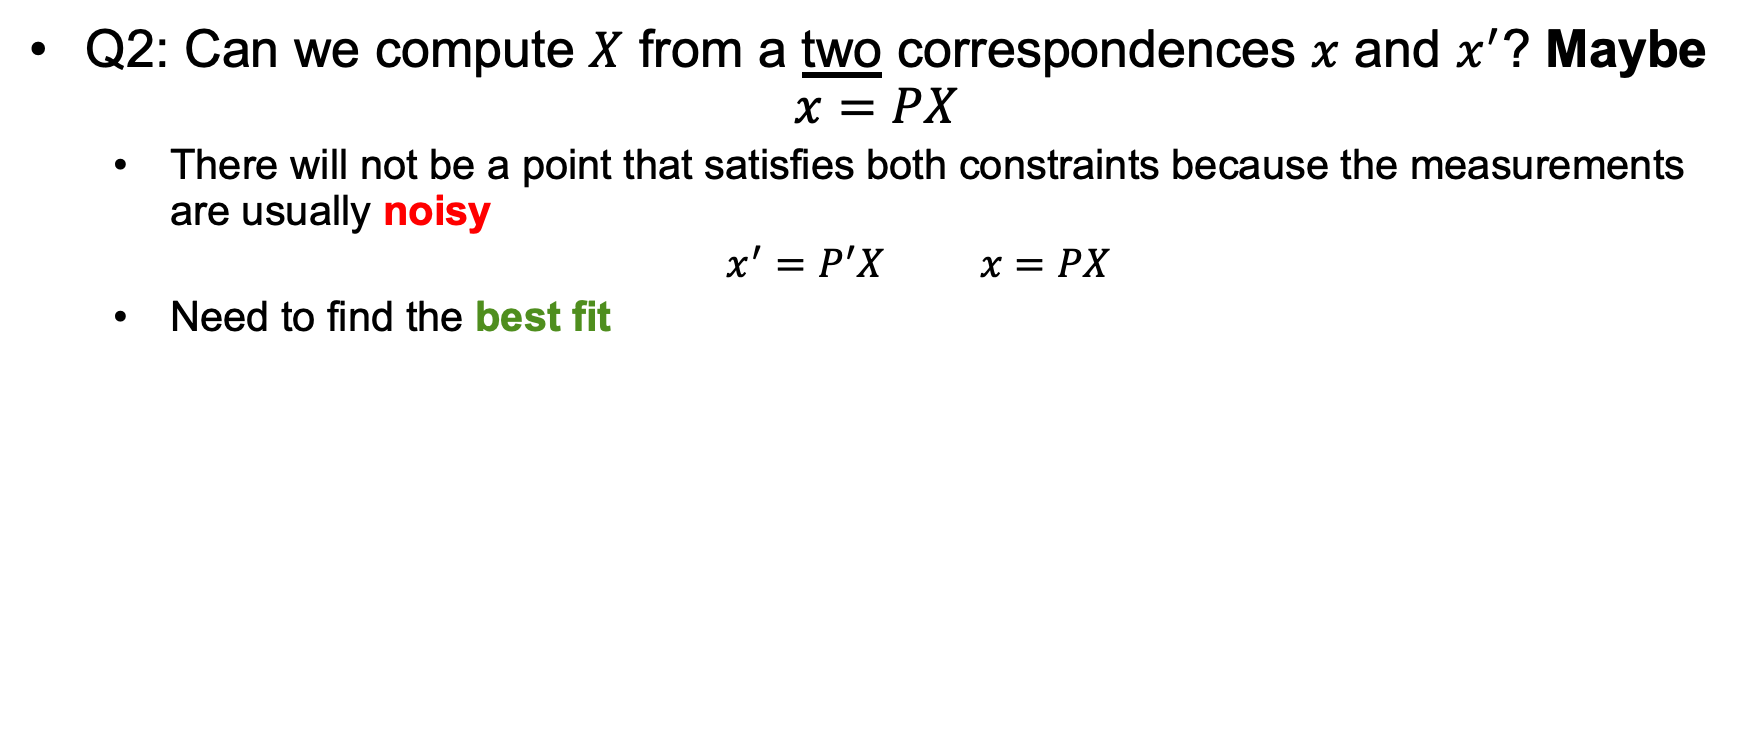 • Q2: Can we compute X from a two correspondences x and x′? Maybe
x = PX
• There will not be a point that satisfies both constraints because the measurements
are usually noisy
x′ = P′X x = PX
• Need to find the best fit